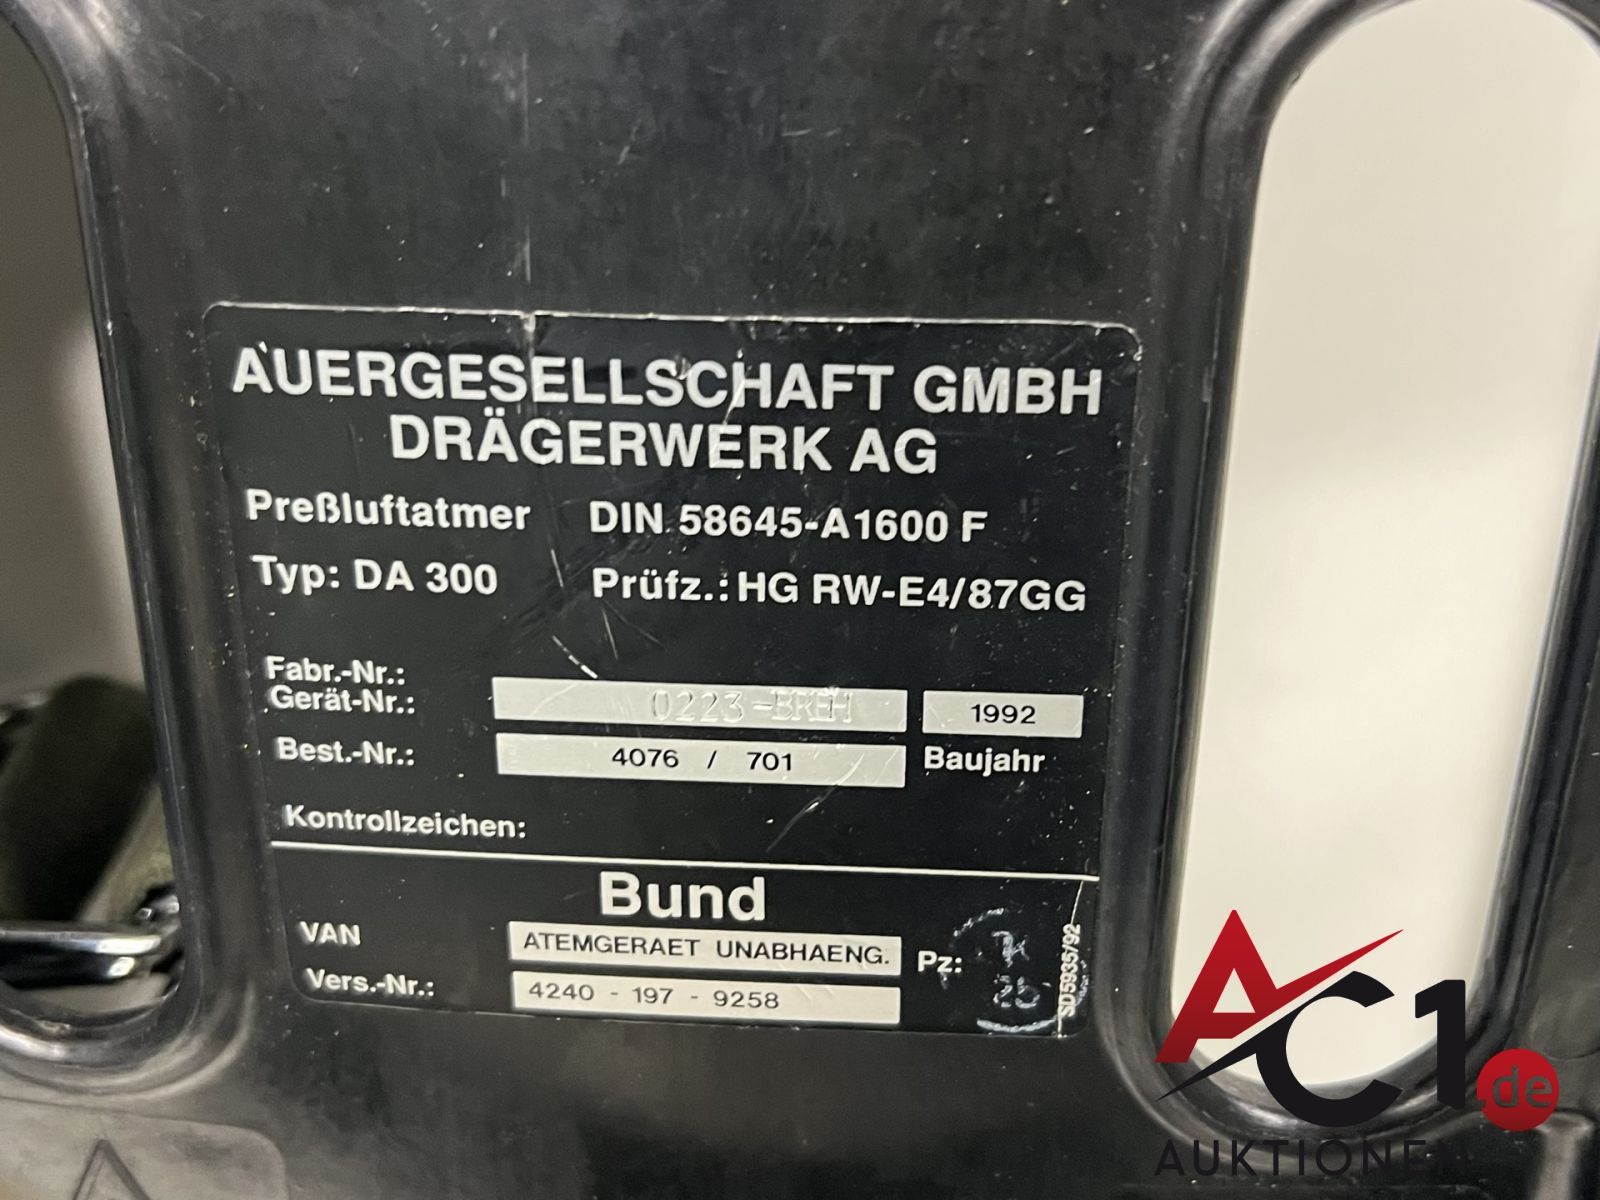 AUERGESELLSCHAFT GMBH
DRÄGERWERK AG
Preßluftatmer DIN 58645-A1600 F
Typ: DA 300 Prüfz.: HG RW-E4/87GG
Fabr.-Nr.:
Gerät-Nr.: 0223-BREH 1992
Best.-Nr.: 4076 / 701 Baujahr
Kontrollzeichen:
Bund
VAN ATEMGERAET UNABHAENG. Pz:
Vers.-Nr.: 4240 - 197 - 9258
SD5935/92
AC1.de
AUKTIONEN